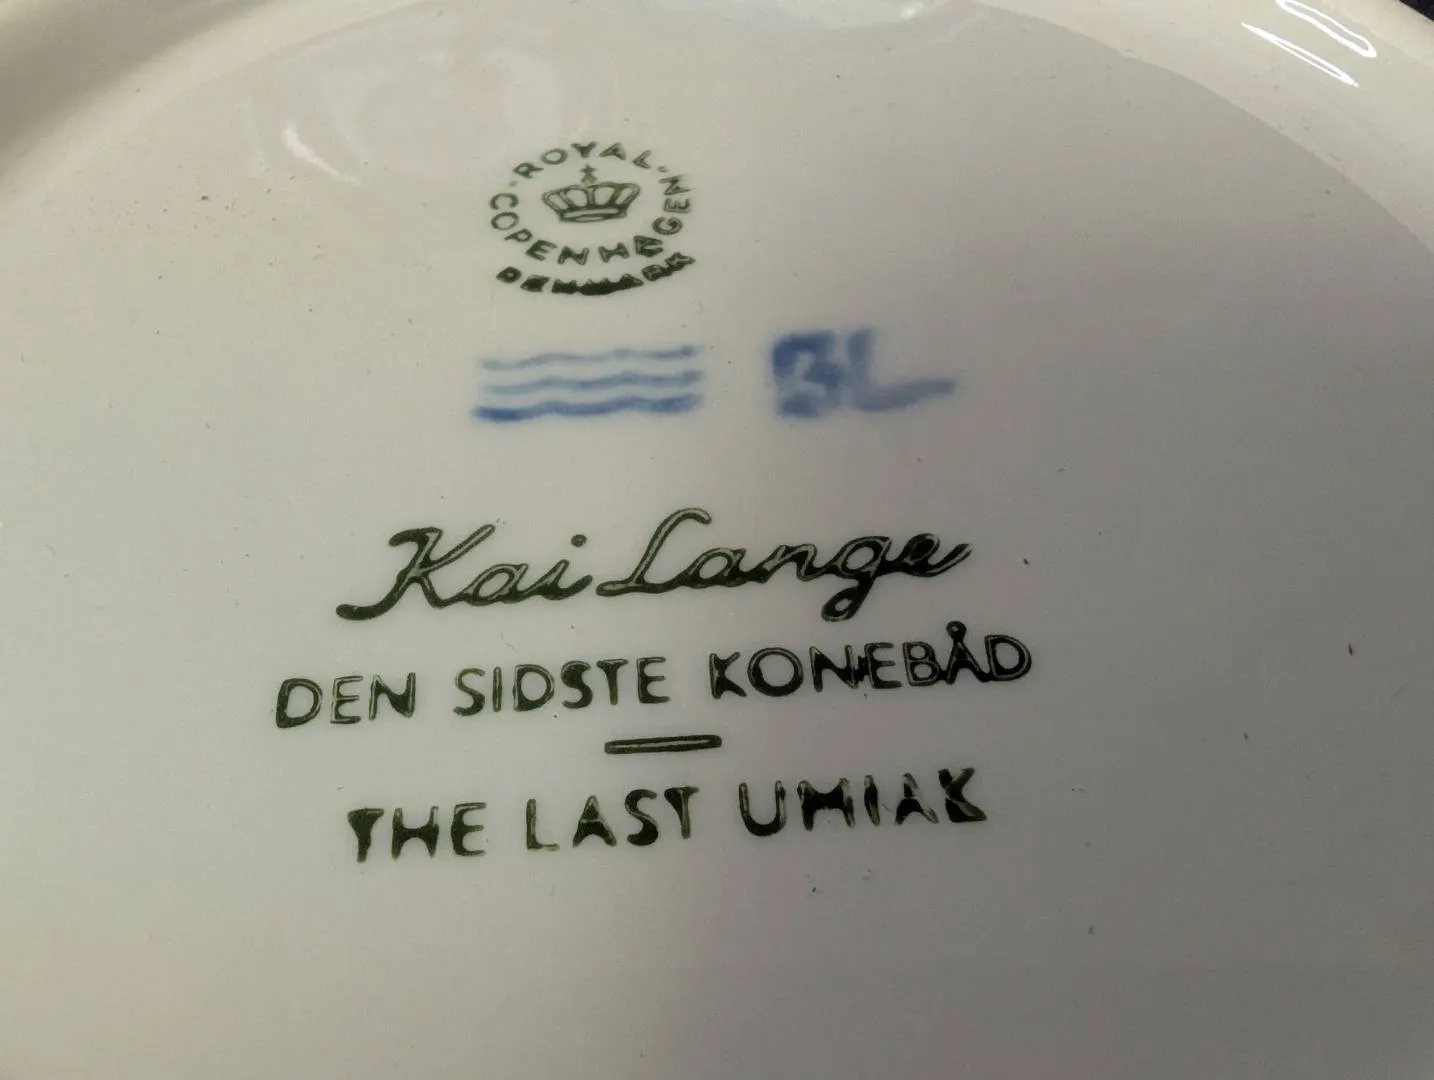 ROYAL
COPENHAGEN
DENMARK
BL
Kai Lange
DEN SIDSTE KONEBÅD
THE LAST UMIAK